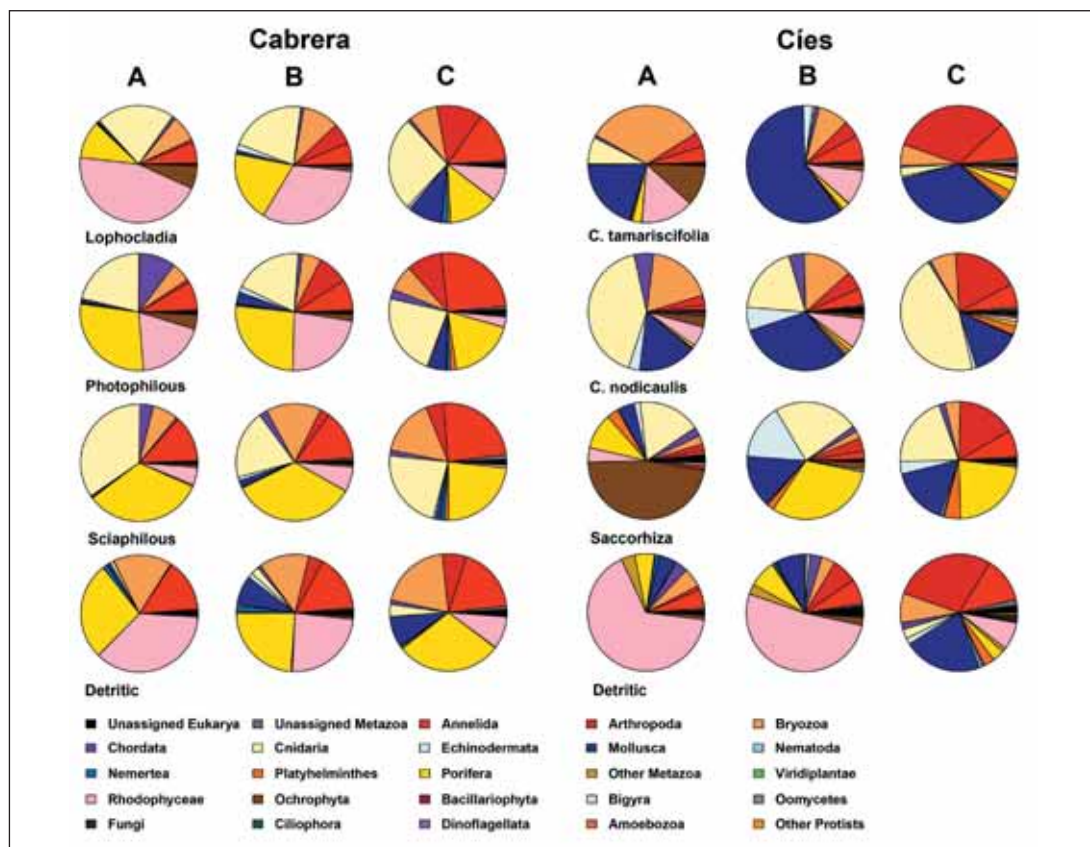 Cabrera Cíes
A B C A B C
Lophocladia C. tamariscifolia
Photophilous C. nodicaulis
Sciaphilous Saccorhiza
Detritic Detritic
Unassigned Eukarya Unassigned Metazoa Annelida Arthropoda Bryozoa
Chordata Cnidaria Echinodermata Mollusca Nematoda
Nemertea Platyhelminthes Porifera Other Metazoa Viridiplantae
Rhodophyceae Ochrophyta Bacillariophyta Bigyra Oomycetes
Fungi Ciliophora Dinoflagellata Amoebozoa Other Protists